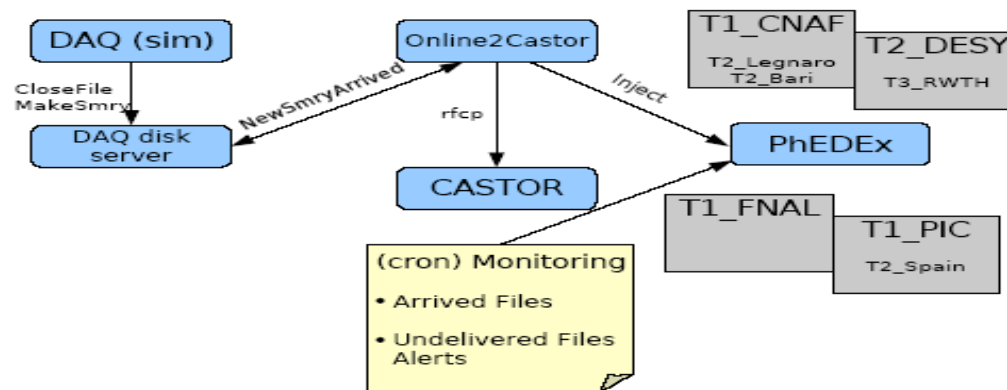 DAQ (sim)
CloseFile
MakeSmry
DAQ disk
server
NewSmryArrived
Online2Castor
rfcp
Inject
CASTOR
PhEDEx
T1_CNAF
T2_Legnaro
T2_Bari
T2_DESY
T3_RWTH
T1_FNAL
T1_PIC
T2_Spain
(cron) Monitoring
• Arrived Files
• Undelivered Files
Alerts